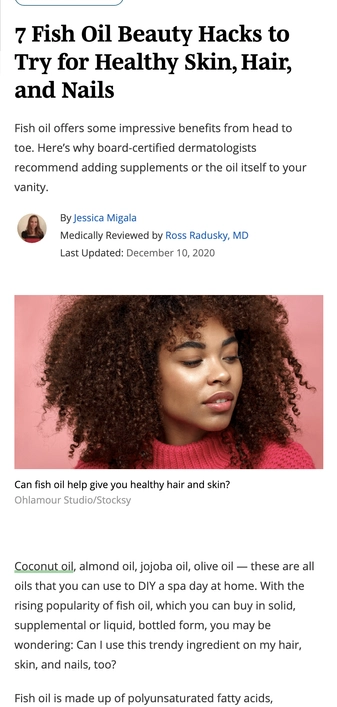 7 Fish Oil Beauty Hacks to
Try for Healthy Skin, Hair,
and Nails
Fish oil offers some impressive benefits from head to
toe. Here’s why board-certified dermatologists
recommend adding supplements or the oil itself to your
vanity.
By Jessica Migala
Medically Reviewed by Ross Radusky, MD
Last Updated: December 10, 2020
Can fish oil help give you healthy hair and skin?
Ohlamour Studio/Stocksy
Coconut oil, almond oil, jojoba oil, olive oil — these are all
oils that you can use to DIY a spa day at home. With the
rising popularity of fish oil, which you can buy in solid,
supplemental or liquid, bottled form, you may be
wondering: Can I use this trendy ingredient on my hair,
skin, and nails, too?
Fish oil is made up of polyunsaturated fatty acids,